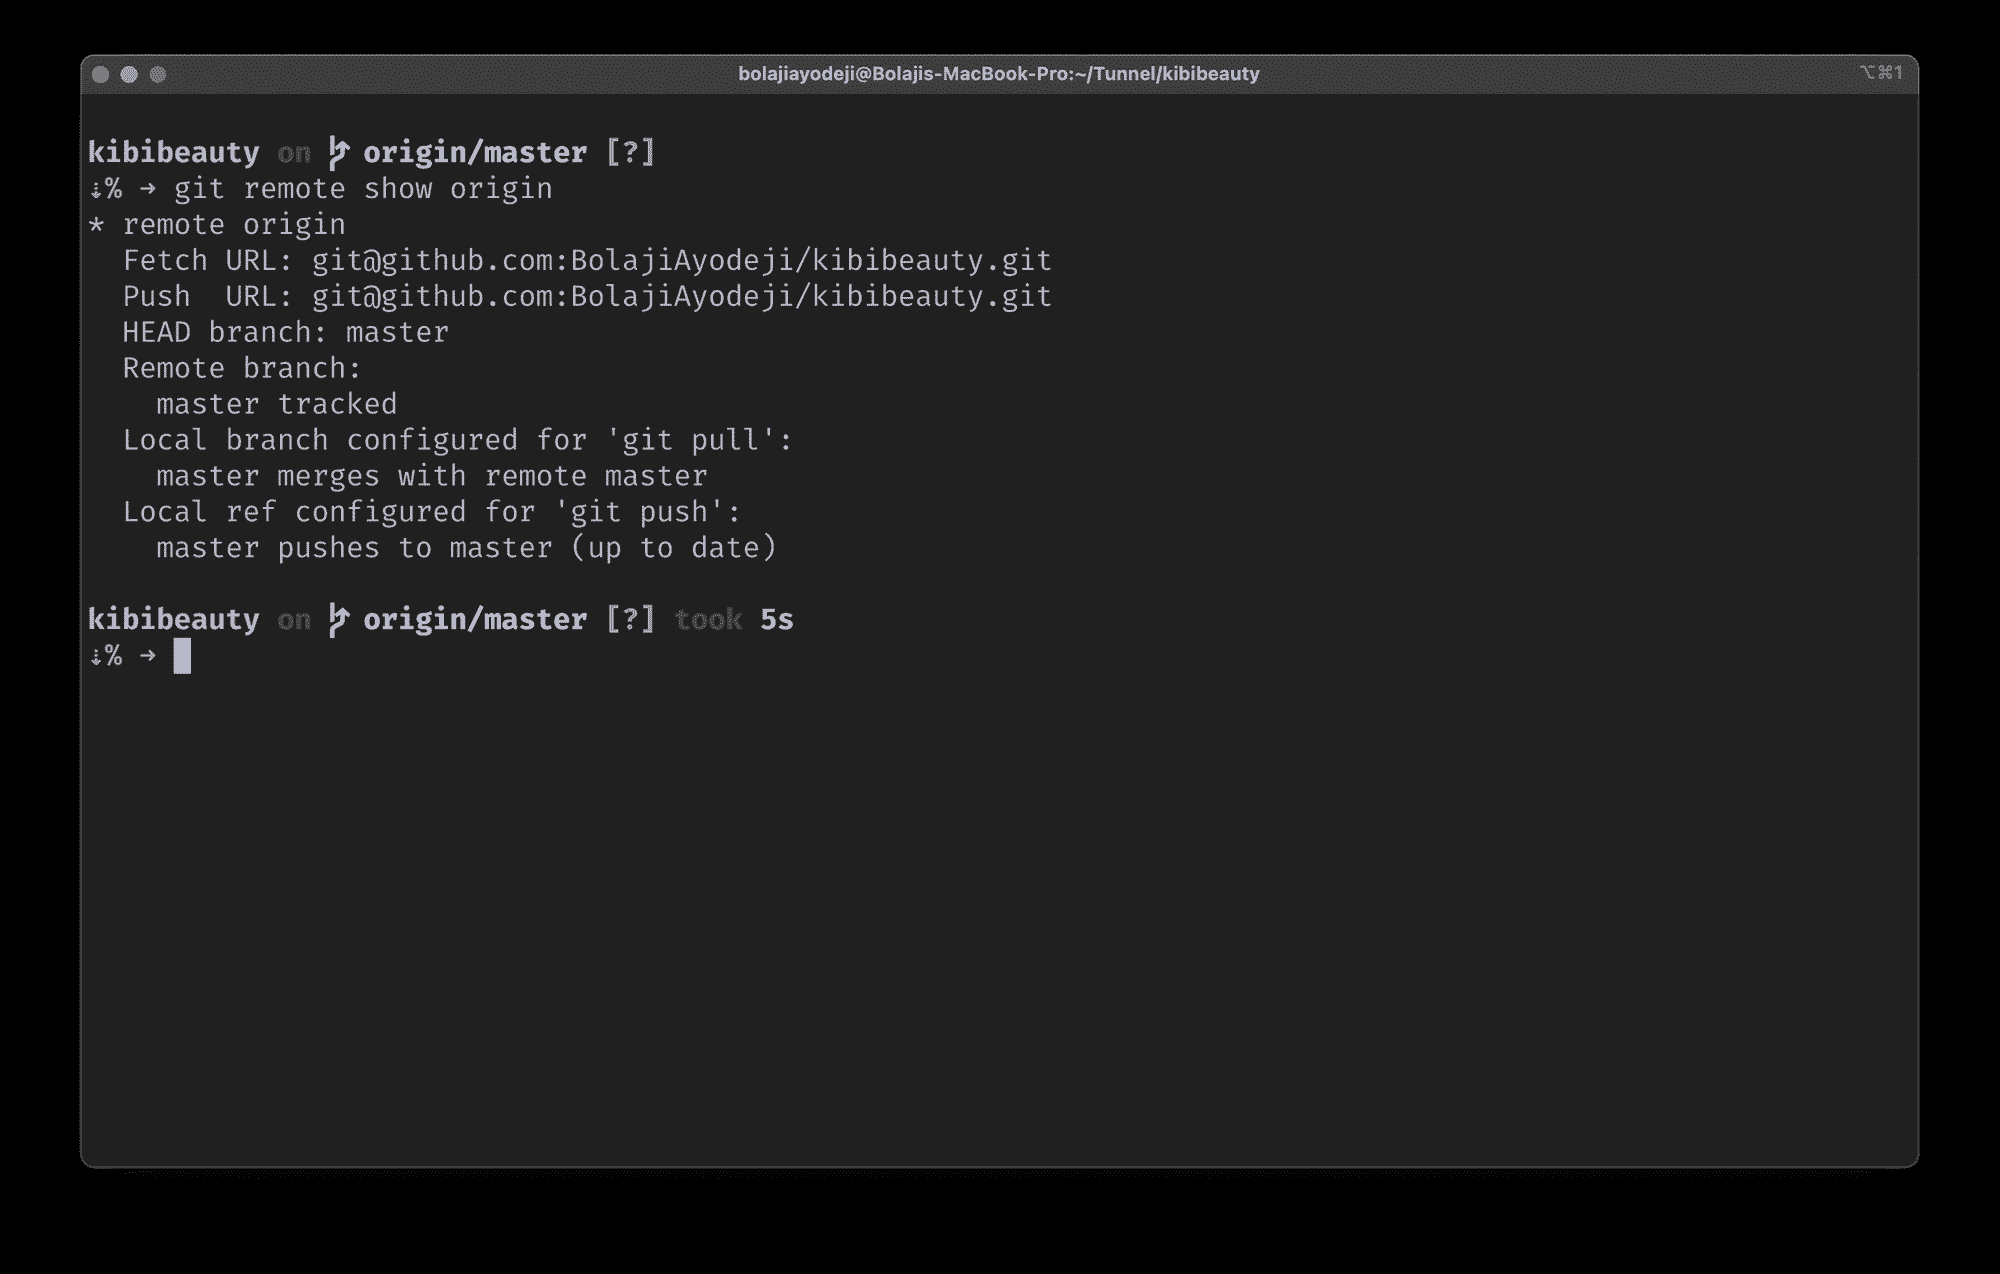 bolajiayodeji@Bolajis-MacBook-Pro:~/Tunnel/kibibeauty ⌥⌘1
kibibeauty on origin/master [?]
⇣% → git remote show origin
* remote origin
  Fetch URL: git@github.com:BolajiAyodeji/kibibeauty.git
  Push  URL: git@github.com:BolajiAyodeji/kibibeauty.git
  HEAD branch: master
  Remote branch:
    master tracked
  Local branch configured for 'git pull':
    master merges with remote master
  Local ref configured for 'git push':
    master pushes to master (up to date)
kibibeauty on origin/master [?] took 5s
⇣% →